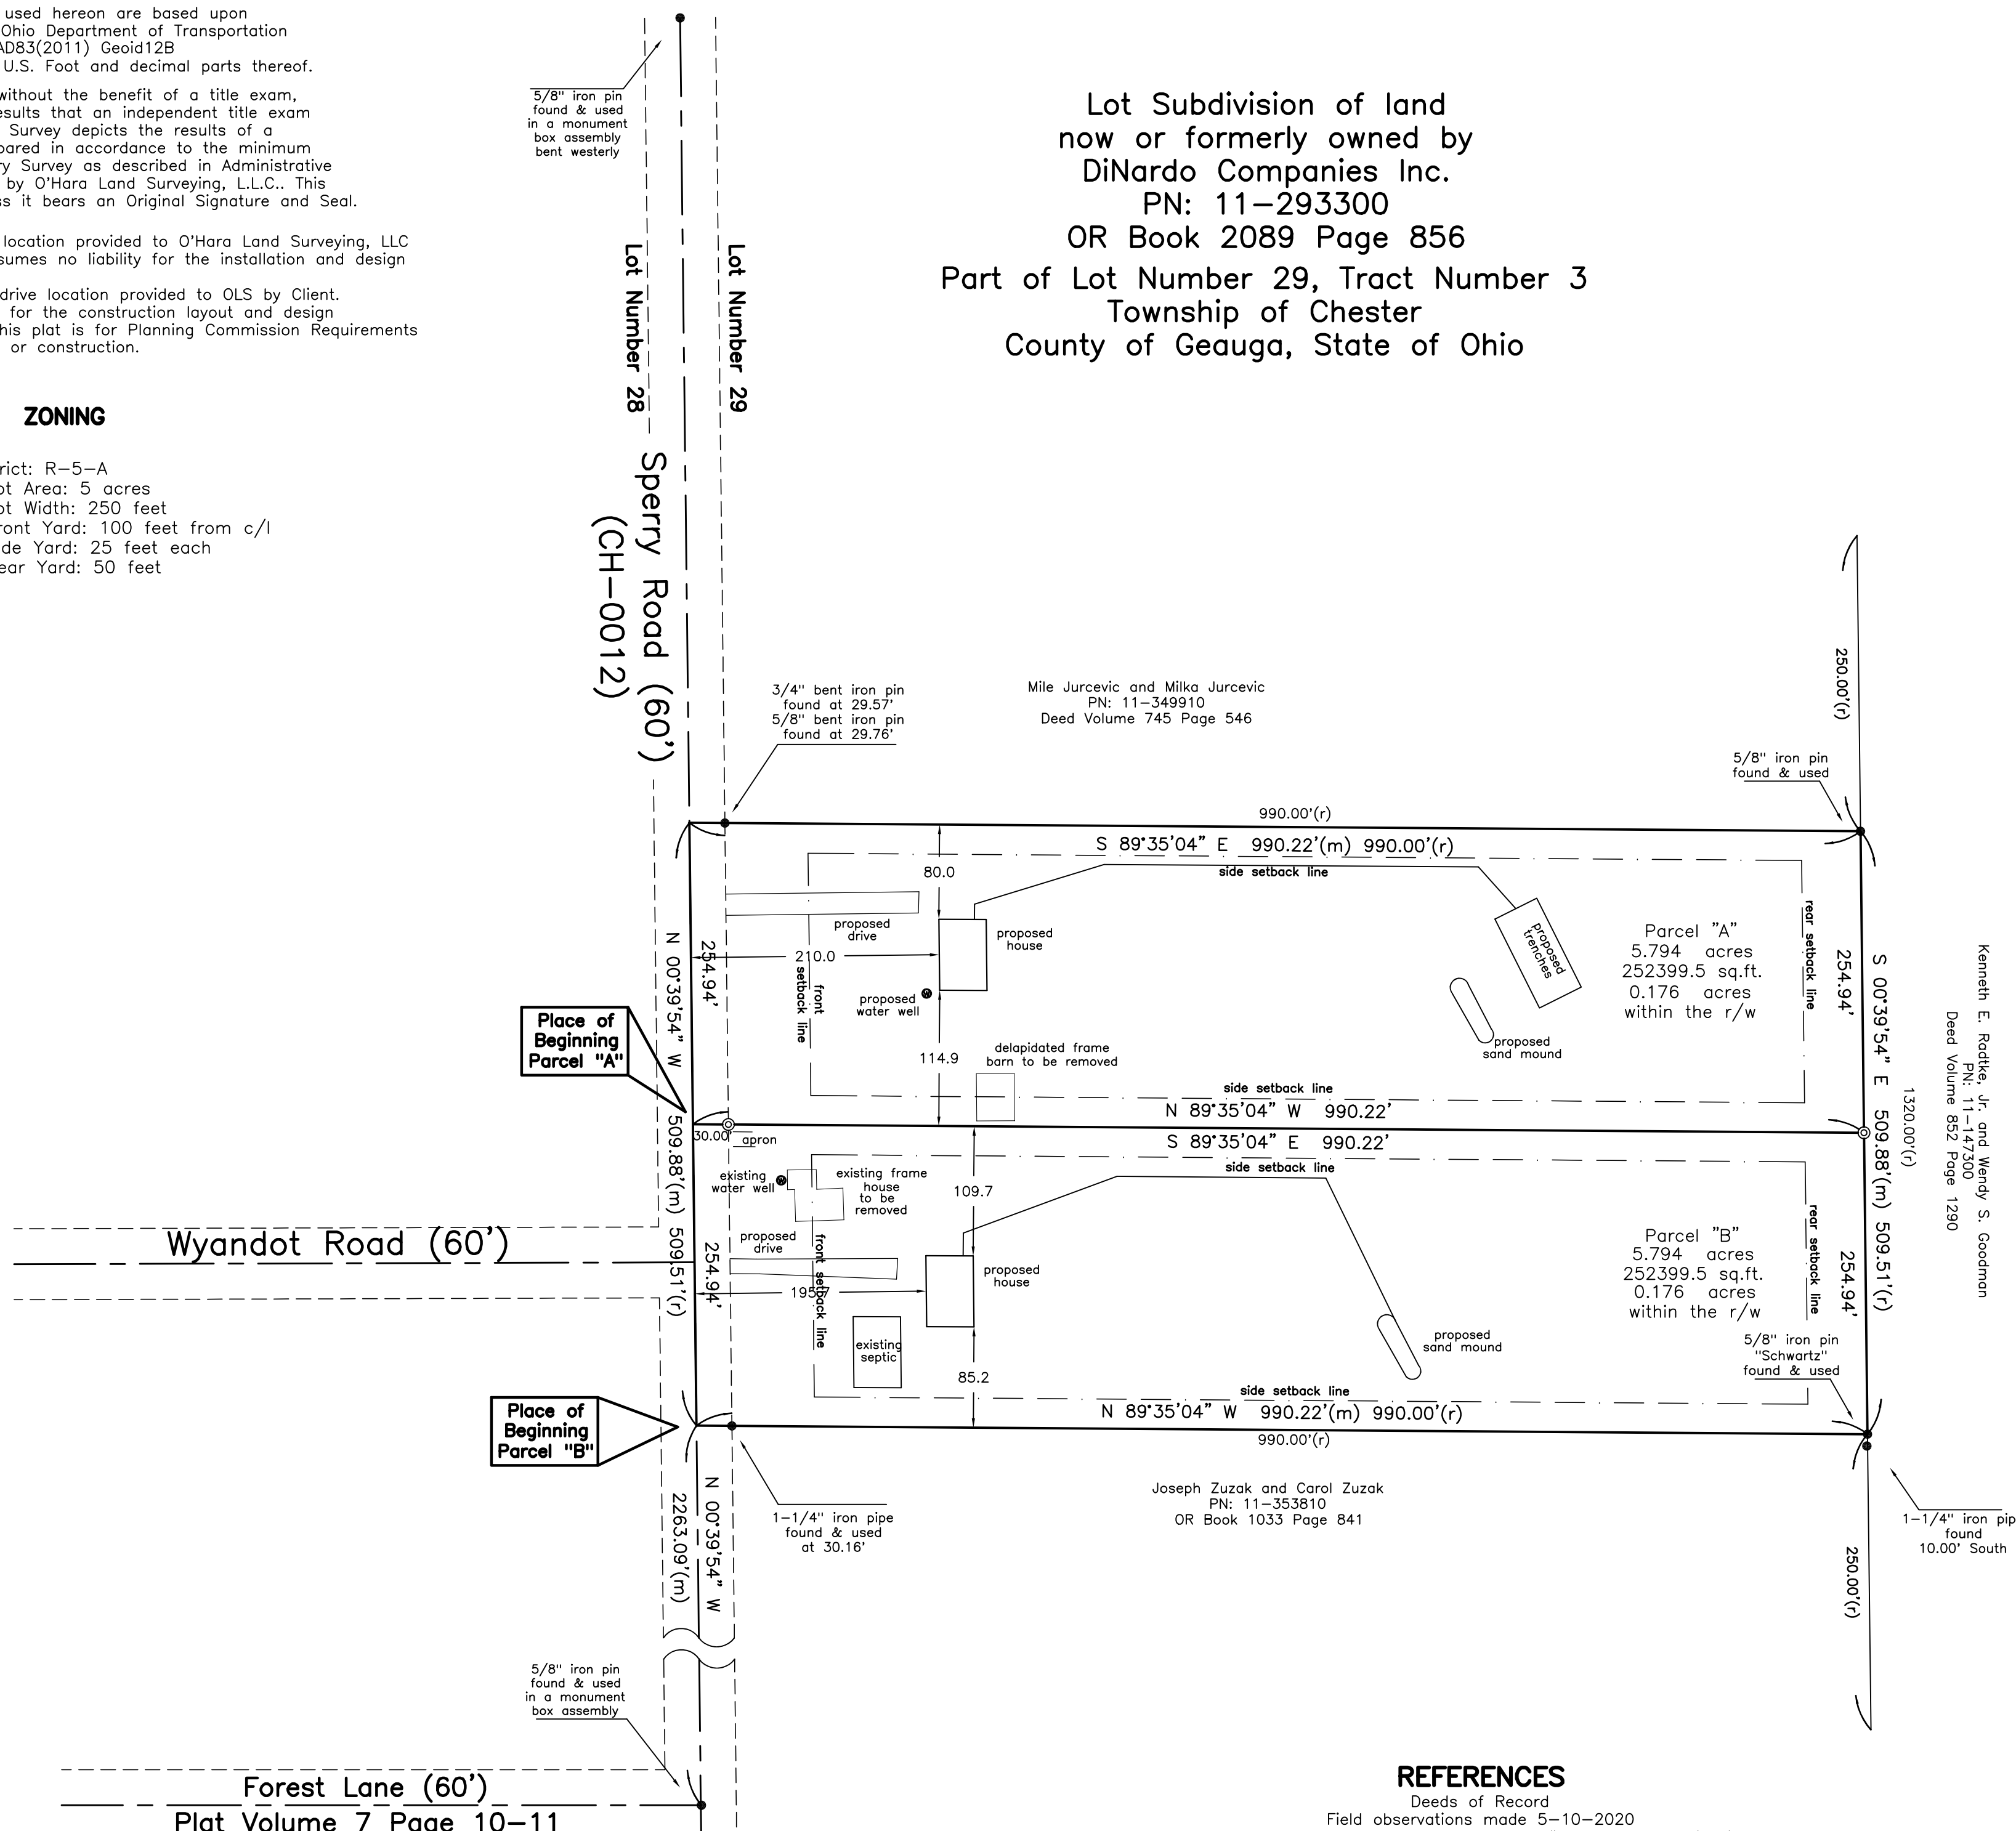 used hereon are based upon
Ohio Department of Transportation
AD83(2011) Geoid12B
U.S. Foot and decimal parts thereof.
without the benefit of a title exam,
esults that an independent title exam
Survey depicts the results of a
pared in accordance to the minimum
ry Survey as described in Administrative
by O'Hara Land Surveying, L.L.C.. This
ss it bears an Original Signature and Seal.
location provided to O'Hara Land Surveying, LLC
sumes no liability for the installation and design
drive location provided to OLS by Client.
for the construction layout and design
his plat is for Planning Commission Requirements
or construction.
ZONING
rict: R-5-A
ot Area: 5 acres
ot Width: 250 feet
ront Yard: 100 feet from c/l
de Yard: 25 feet each
ear Yard: 50 feet
5/8" iron pin
found & used
in a monument
box assembly
bent westerly
Lot Number 28
Lot Number 29
Sperry Road (60')
(CH-0012)
Lot Subdivision of land
now or formerly owned by
DiNardo Companies Inc.
PN: 11-293300
OR Book 2089 Page 856
Part of Lot Number 29, Tract Number 3
Township of Chester
County of Geauga, State of Ohio
3/4" bent iron pin
found at 29.57'
5/8" bent iron pin
found at 29.76'
Mile Jurcevic and Milka Jurcevic
PN: 11-349910
Deed Volume 745 Page 546
250.00'(r)
5/8" iron pin
found & used
990.00'(r)
S 89°35'04" E 990.22'(m) 990.00'(r)
side setback line
80.0
proposed
drive
proposed
house
210.0
front
setback line
proposed
water well
W
114.9
delapidated frame
barn to be removed
proposed
trenches
proposed
sand mound
Parcel "A"
5.794 acres
252399.5 sq.ft.
0.176 acres
within the r/w
rear setback line
254.94'
254.94'
N 00°39'54" W 509.88'(m) 509.51'(r)
S 00°39'54" E 509.88'(m) 509.51'(r)
1320.00'(r)
Kenneth E. Radtke, Jr. and Wendy S. Goodman
PN: 11-147300
Deed Volume 852 Page 1290
Place of
Beginning
Parcel "A"
side setback line
N 89°35'04" W 990.22'
30.00'
apron
S 89°35'04" E 990.22'
side setback line
existing
water well
W
existing frame
house
to be
removed
109.7
Wyandot Road (60')
proposed
drive
254.94'
front setback line
195.7
proposed
house
existing
septic
85.2
proposed
sand mound
Parcel "B"
5.794 acres
252399.5 sq.ft.
0.176 acres
within the r/w
rear setback line
254.94'
5/8" iron pin
"Schwartz"
found & used
Place of
Beginning
Parcel "B"
side setback line
N 89°35'04" W 990.22'(m) 990.00'(r)
990.00'(r)
N 00°39'54" W
2263.09'(m)
1-1/4" iron pipe
found & used
at 30.16'
Joseph Zuzak and Carol Zuzak
PN: 11-353810
OR Book 1033 Page 841
1-1/4" iron pip
found
10.00' South
250.00'(r)
5/8" iron pin
found & used
in a monument
box assembly
Forest Lane (60')
Plat Volume 7 Page 10-11
REFERENCES
Deeds of Record
Field observations made 5-10-2020